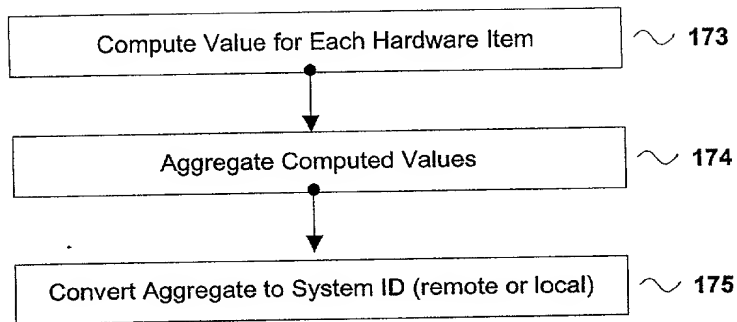 Compute Value for Each Hardware Item 173
Aggregate Computed Values 174
Convert Aggregate to System ID (remote or local) 175